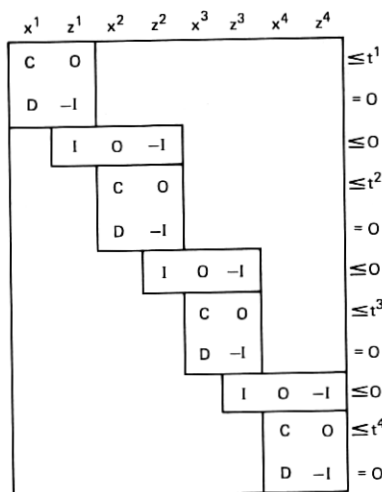 x¹ z¹ x² z² x³ z³ x⁴ z⁴
C O ≤t¹
D −I = O
I O −I ≤O
C O ≤t²
D −I = O
I O −I ≤O
C O ≤t³
D −I = O
I O −I ≤O
C O ≤t⁴
D −I = O